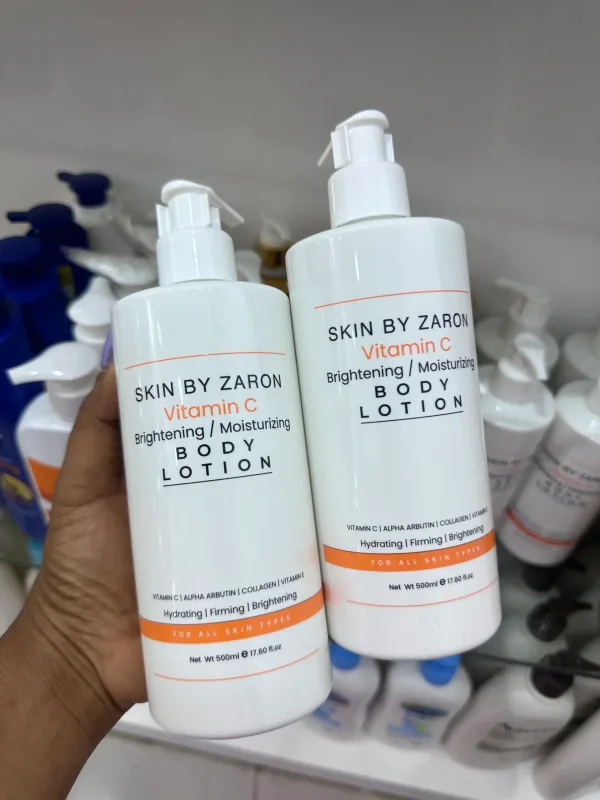 SKIN BY ZARON
Vitamin C
Brightening / Moisturizing
BODY
LOTION
VITAMIN C | ALPHA ARBUTIN | COLLAGEN | VITAMIN E
Hydrating | Firming | Brightening
FOR ALL SKIN TYPES
Net Wt 500ml e 17.60 fl.oz
SKIN BY ZARON
Vitamin C
Brightening / Moisturizing
BODY
LOTION
VITAMIN C | ALPHA ARBUTIN | COLLAGEN | VITAMIN E
Hydrating | Firming | Brightening
FOR ALL SKIN TYPES
Net Wt 500ml e 17.60 fl.oz